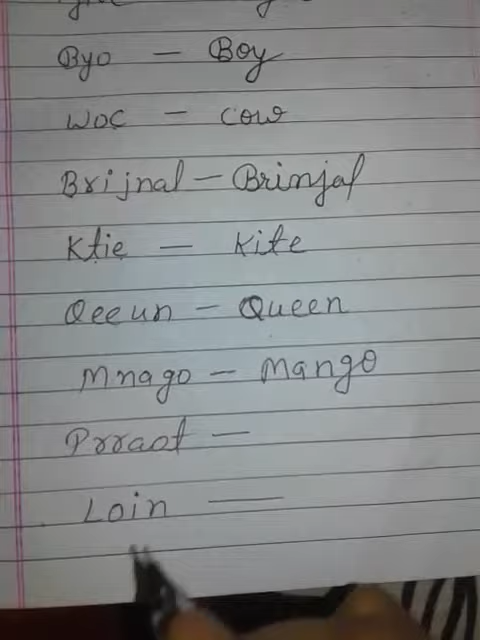 Byo – Boy
Woc – Cow
Brijnal – Brinjal
Ktie – Kite
Qeeun – Queen
Mnago – Mango
Prraot –
Loin –